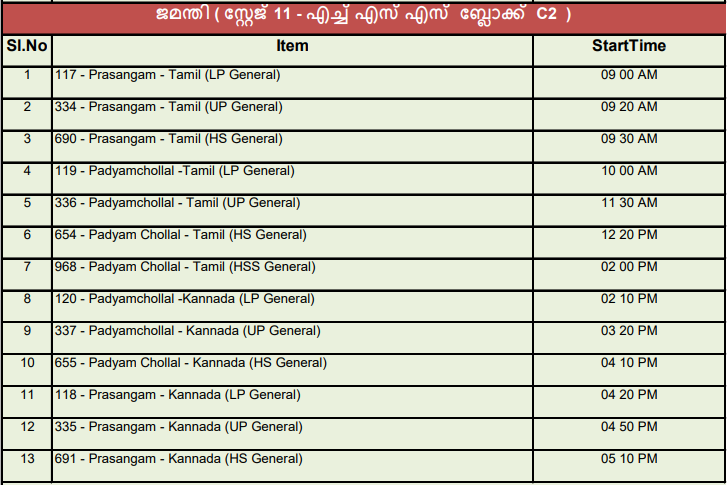 ജമന്തി ( സ്റ്റേജ് 11 - എച്ച് എസ് എസ് ബ്ലോക്ക് C2 )
Sl.No Item StartTime
1 117 - Prasangam - Tamil (LP General) 09 00 AM
2 334 - Prasangam - Tamil (UP General) 09 20 AM
3 690 - Prasangam - Tamil (HS General) 09 30 AM
4 119 - Padyamchollal -Tamil (LP General) 10 00 AM
5 336 - Padyamchollal - Tamil (UP General) 11 30 AM
6 654 - Padyam Chollal - Tamil (HS General) 12 20 PM
7 968 - Padyam Chollal - Tamil (HSS General) 02 00 PM
8 120 - Padyamchollal -Kannada (LP General) 02 10 PM
9 337 - Padyamchollal - Kannada (UP General) 03 20 PM
10 655 - Padyam Chollal - Kannada (HS General) 04 10 PM
11 118 - Prasangam - Kannada (LP General) 04 20 PM
12 335 - Prasangam - Kannada (UP General) 04 50 PM
13 691 - Prasangam - Kannada (HS General) 05 10 PM